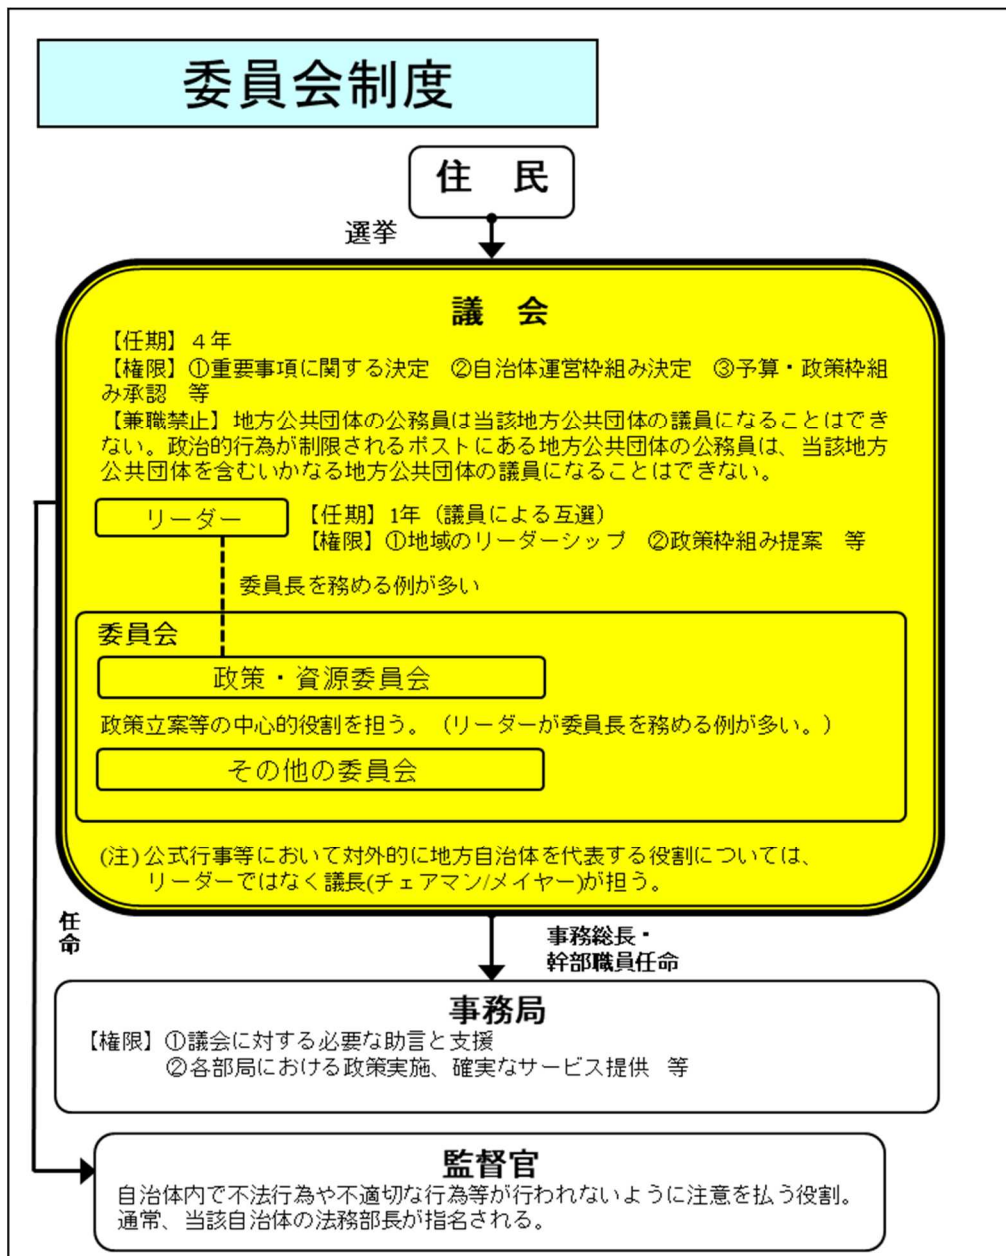 委員会制度
住　民
選挙
議　会
【任期】４年
【権限】①重要事項に関する決定　②自治体運営枠組み決定　③予算・政策枠組
み承認　等
【兼職禁止】地方公共団体の公務員は当該地方公共団体の議員になることはでき
ない。政治的行為が制限されるポストにある地方公共団体の公務員は、当該地方
公共団体を含むいかなる地方公共団体の議員になることはできない。
リーダー
【任期】1年（議員による互選）
【権限】①地域のリーダーシップ　②政策枠組み提案　等
委員長を務める例が多い
委員会
政策・資源委員会
政策立案等の中心的役割を担う。（リーダーが委員長を務める例が多い。）
その他の委員会
(注)公式行事等において対外的に地方自治体を代表する役割については、
リーダーではなく議長(チェアマン/メイヤー)が担う。
任命
事務総長・
幹部職員任命
事務局
【権限】①議会に対する必要な助言と支援
②各部局における政策実施、確実なサービス提供　等
監督官
自治体内で不法行為や不適切な行為等が行われないように注意を払う役割。
通常、当該自治体の法務部長が指名される。